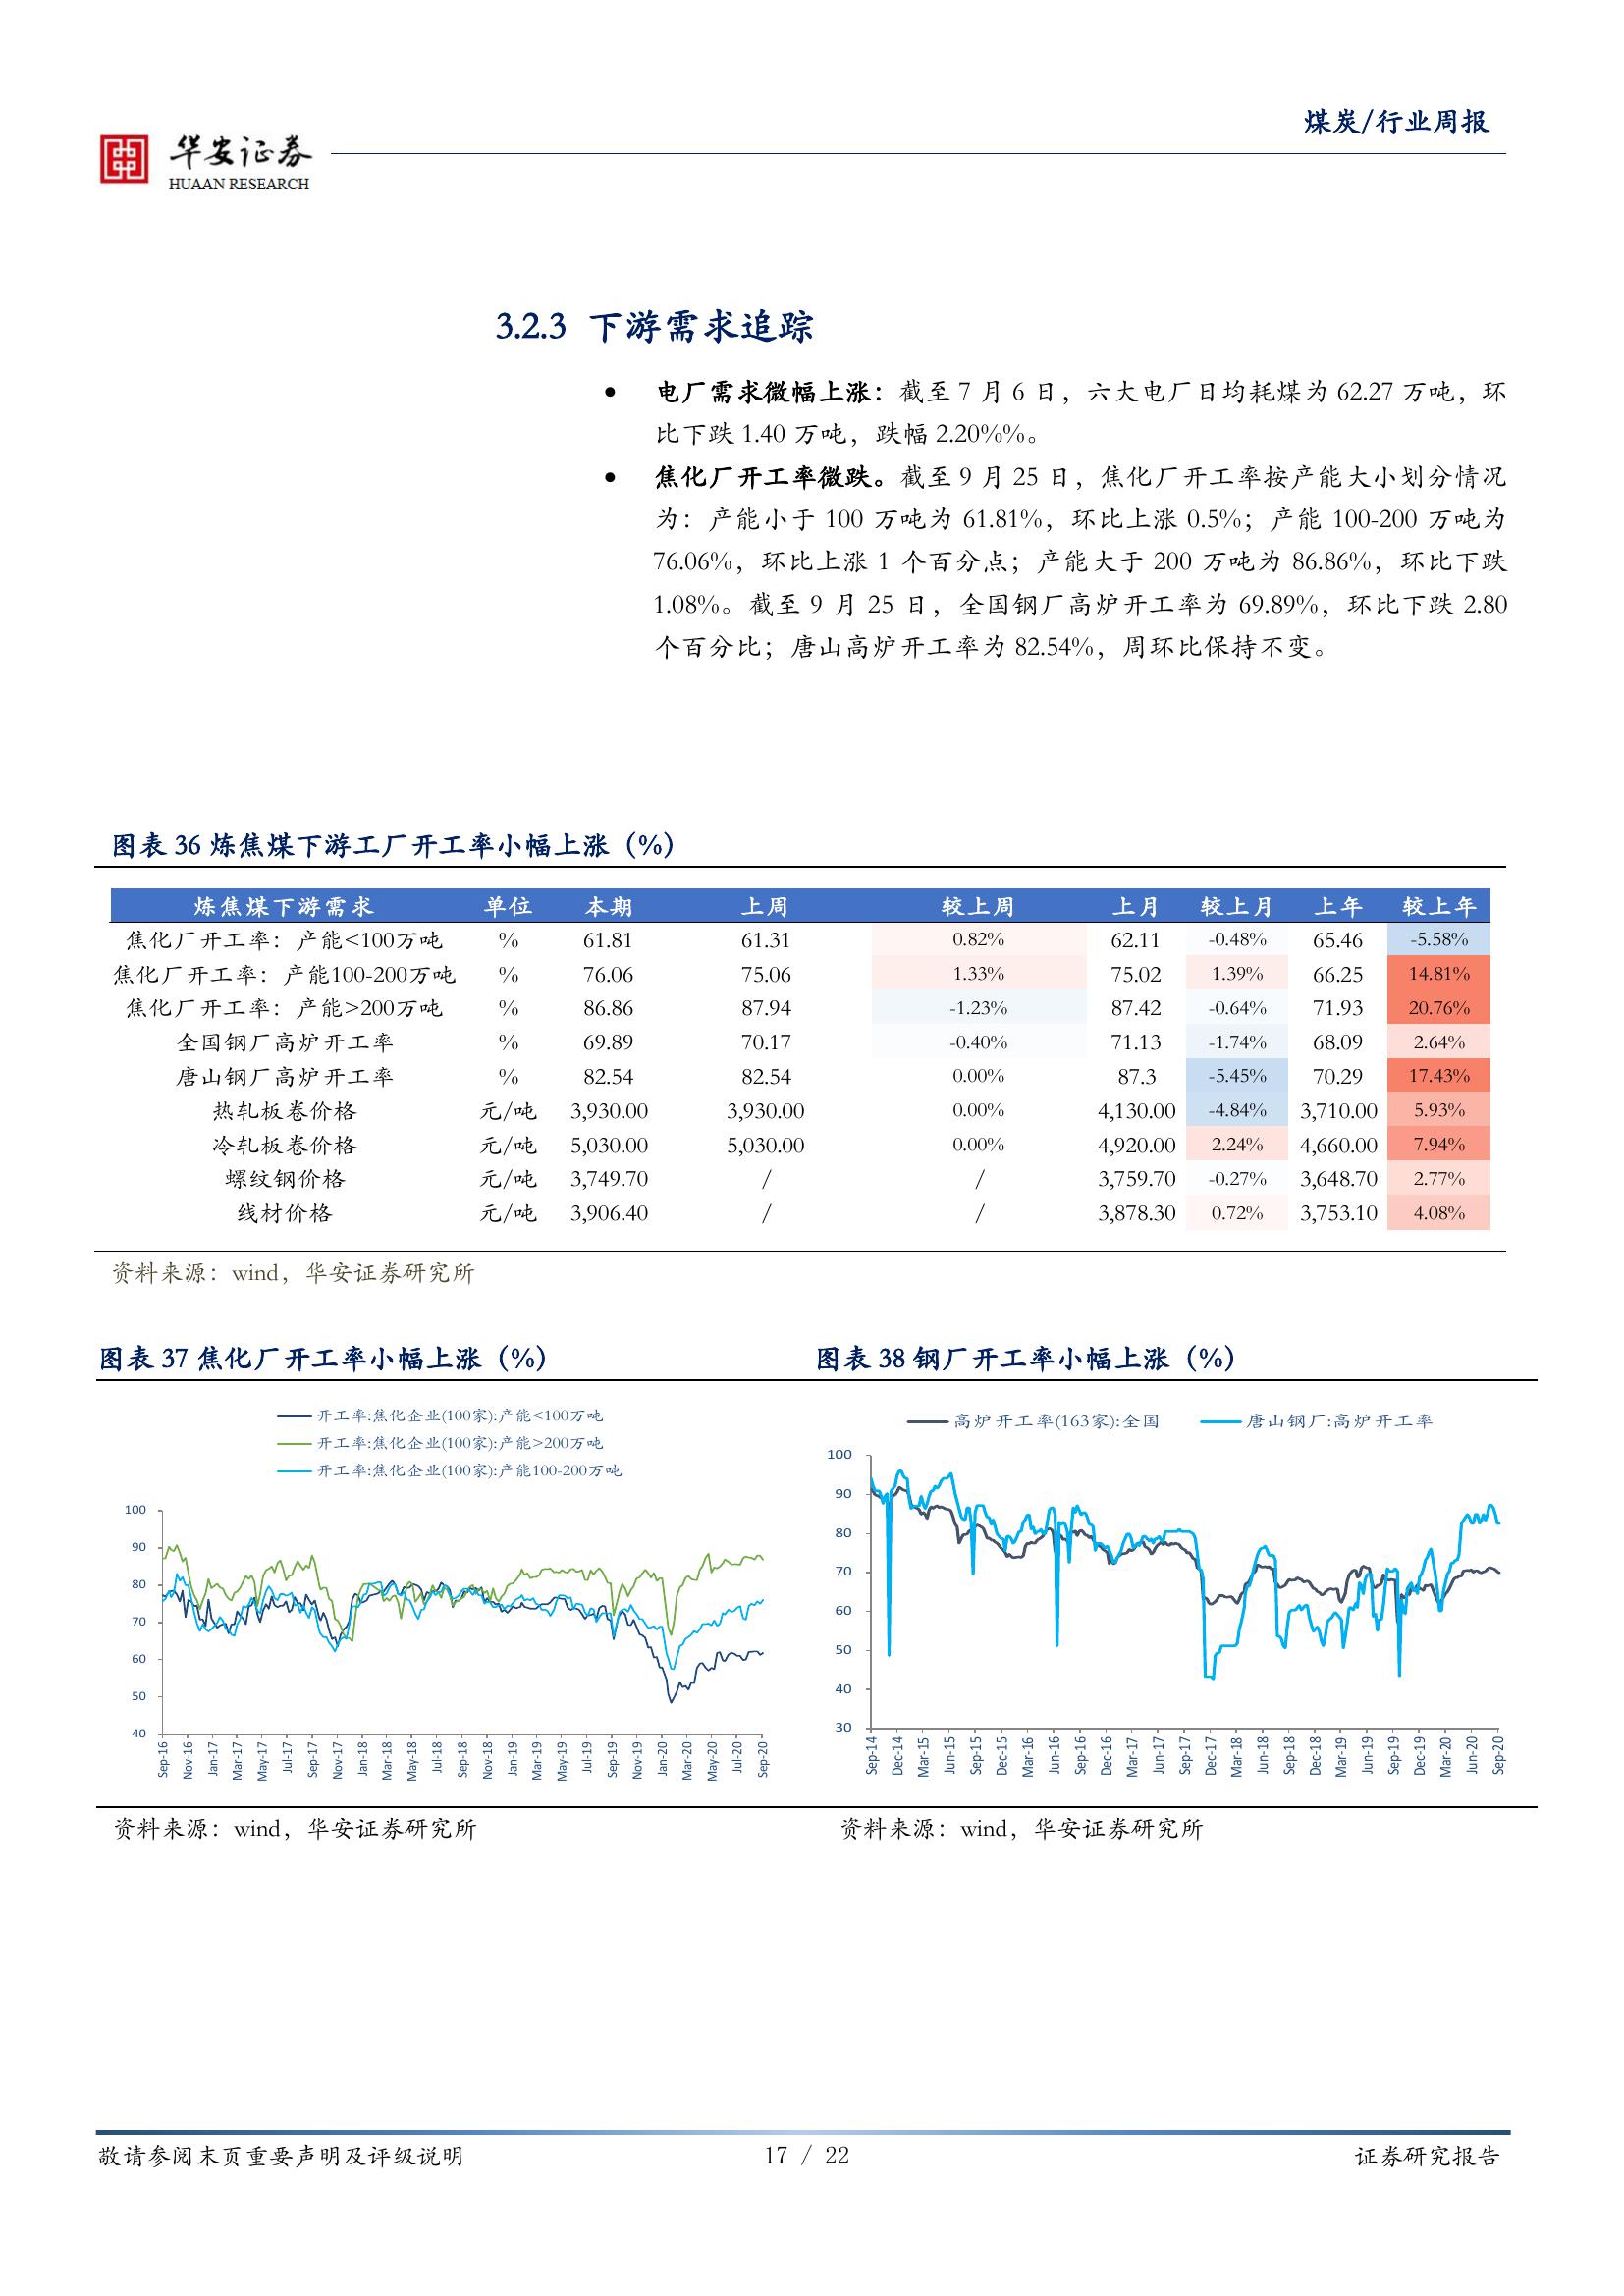 煤炭/行业周报
华安证券
HUAAN RESEARCH
3.2.3 下游需求追踪
• 电厂需求微幅上涨：截至 7 月 6 日，六大电厂日均耗煤为 62.27 万吨，环
比下跌 1.40 万吨，跌幅 2.20%%。
• 焦化厂开工率微跌。截至 9 月 25 日，焦化厂开工率按产能大小划分情况
为：产能小于 100 万吨为 61.81%，环比上涨 0.5%；产能 100-200 万吨为
76.06%，环比上涨 1 个百分点；产能大于 200 万吨为 86.86%，环比下跌
1.08%。截至 9 月 25 日，全国钢厂高炉开工率为 69.89%，环比下跌 2.80
个百分比；唐山高炉开工率为 82.54%，周环比保持不变。
图表 36 炼焦煤下游工厂开工率小幅上涨（%）
炼焦煤下游需求 单位 本期 上周 较上周 上月 较上月 上年 较上年
焦化厂开工率：产能<100万吨 % 61.81 61.31 0.82% 62.11 -0.48% 65.46 -5.58%
焦化厂开工率：产能100-200万吨 % 76.06 75.06 1.33% 75.02 1.39% 66.25 14.81%
焦化厂开工率：产能>200万吨 % 86.86 87.94 -1.23% 87.42 -0.64% 71.93 20.76%
全国钢厂高炉开工率 % 69.89 70.17 -0.40% 71.13 -1.74% 68.09 2.64%
唐山钢厂高炉开工率 % 82.54 82.54 0.00% 87.3 -5.45% 70.29 17.43%
热轧板卷价格 元/吨 3,930.00 3,930.00 0.00% 4,130.00 -4.84% 3,710.00 5.93%
冷轧板卷价格 元/吨 5,030.00 5,030.00 0.00% 4,920.00 2.24% 4,660.00 7.94%
螺纹钢价格 元/吨 3,749.70 / / 3,759.70 -0.27% 3,648.70 2.77%
线材价格 元/吨 3,906.40 / / 3,878.30 0.72% 3,753.10 4.08%
资料来源：wind，华安证券研究所
图表 37 焦化厂开工率小幅上涨（%）
开工率:焦化企业(100家):产能<100万吨
开工率:焦化企业(100家):产能>200万吨
开工率:焦化企业(100家):产能100-200万吨
100
90
80
70
60
50
40
Sep-16 Nov-16 Jan-17 Mar-17 May-17 Jul-17 Sep-17 Nov-17 Jan-18 Mar-18 May-18 Jul-18 Sep-18 Nov-18 Jan-19 Mar-19 May-19 Jul-19 Sep-19 Nov-19 Jan-20 Mar-20 May-20 Jul-20 Sep-20
资料来源：wind，华安证券研究所
图表 38 钢厂开工率小幅上涨（%）
高炉开工率(163家):全国 唐山钢厂:高炉开工率
100
90
80
70
60
50
40
30
Sep-14 Dec-14 Mar-15 Jun-15 Sep-15 Dec-15 Mar-16 Jun-16 Sep-16 Dec-16 Mar-17 Jun-17 Sep-17 Dec-17 Mar-18 Jun-18 Sep-18 Dec-18 Mar-19 Jun-19 Sep-19 Dec-19 Mar-20 Jun-20 Sep-20
资料来源：wind，华安证券研究所
敬请参阅末页重要声明及评级说明 17 / 22 证券研究报告